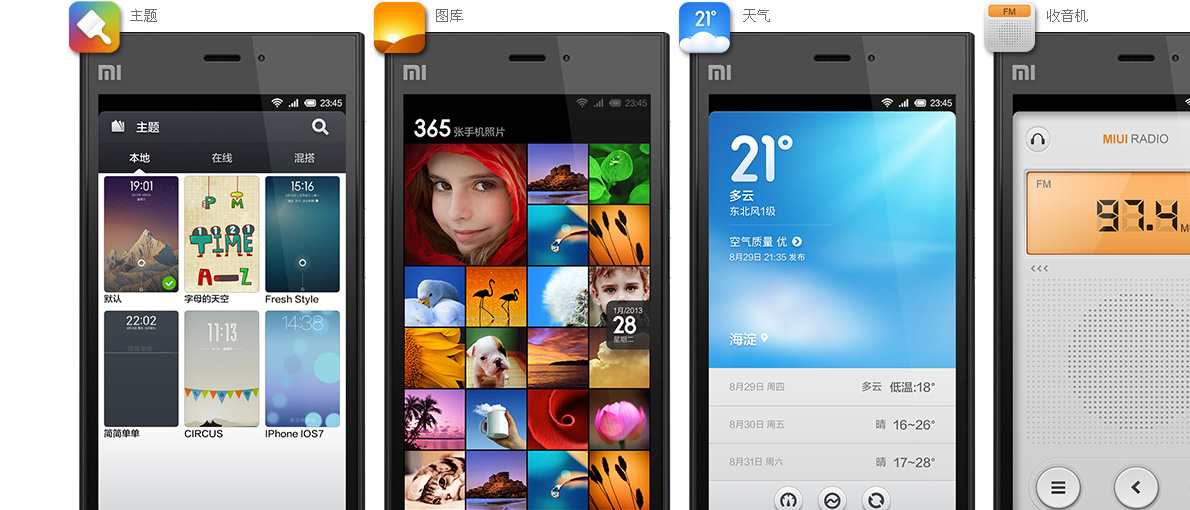 主题
图库
21°
天气
FM
收音机
mi
23:45
主题
本地
在线
混搭
19:01
默认
PM
TIME
A-Z
字母的天空
15:16
Fresh Style
22:02
简简单单
11:13
CIRCUS
14:38
IPhone IOS7
mi
23:45
365张手机照片
1月/2013
28
星期二
mi
23:45
21°
多云
东北风1级
空气质量 优
8月29日 21:35 发布
海淀
8月29日 周四 多云 低温:18°
8月30日 周五 晴 16~26°
8月31日 周六 晴 17~28°
mi
MIUI RADIO
FM
97.4